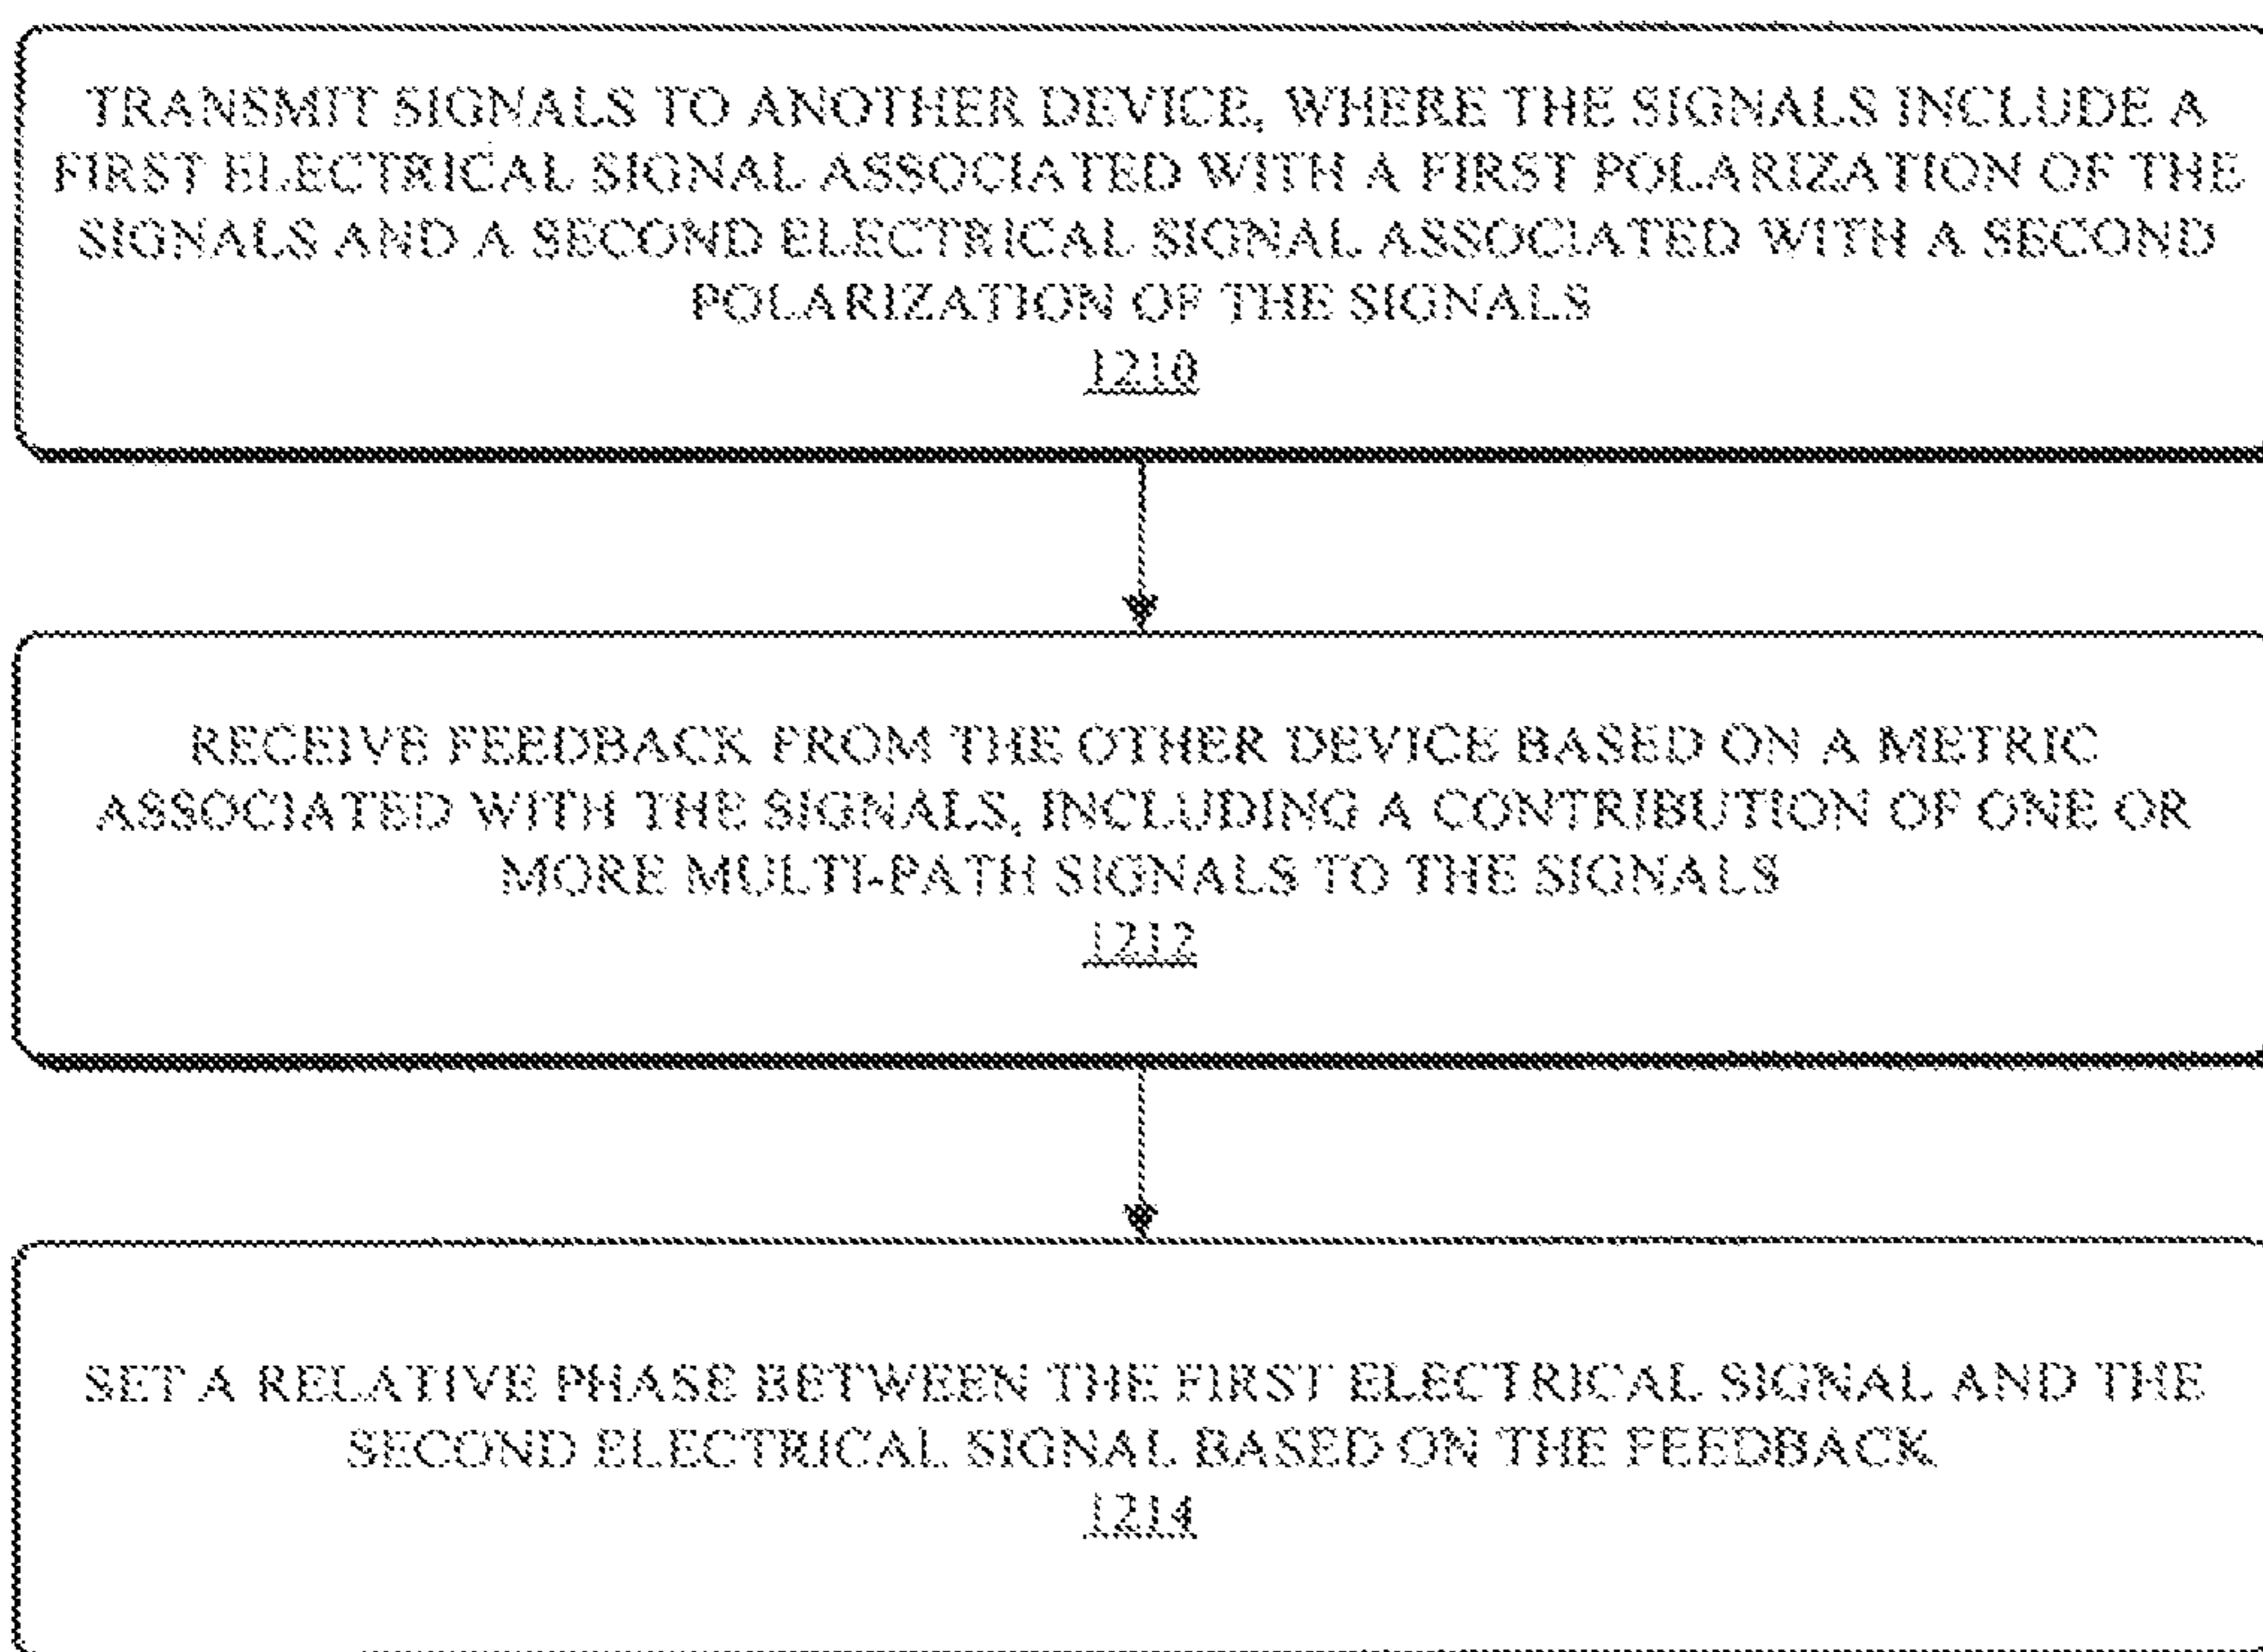 TRANSMIT SIGNALS TO ANOTHER DEVICE, WHERE THE SIGNALS INCLUDE A
FIRST ELECTRICAL SIGNAL ASSOCIATED WITH A FIRST POLARIZATION OF THE
SIGNALS AND A SECOND ELECTRICAL SIGNAL ASSOCIATED WITH A SECOND
POLARIZATION OF THE SIGNALS
1210
RECEIVE FEEDBACK FROM THE OTHER DEVICE BASED ON A METRIC
ASSOCIATED WITH THE SIGNALS, INCLUDING A CONTRIBUTION OF ONE OR
MORE MULTI-PATH SIGNALS TO THE SIGNALS
1212
SET A RELATIVE PHASE BETWEEN THE FIRST ELECTRICAL SIGNAL AND THE
SECOND ELECTRICAL SIGNAL BASED ON THE FEEDBACK
1214